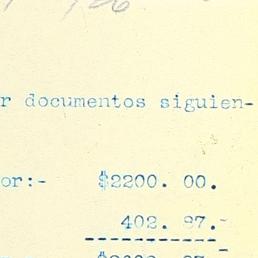 r documentos siguien-
or:- $2200. 00.
402. 87.-